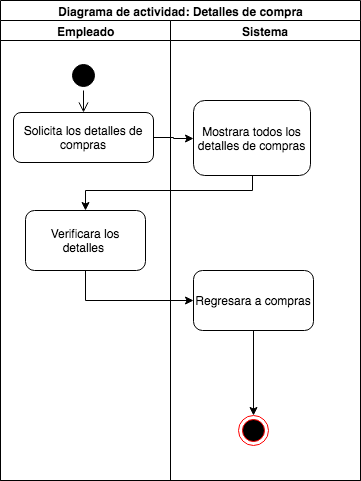 Diagrama de actividad: Detalles de compra
Empleado
Sistema
Solicita los detalles de
compras
Mostrara todos los
detalles de compras
Verificara los
detalles
Regresara a compras